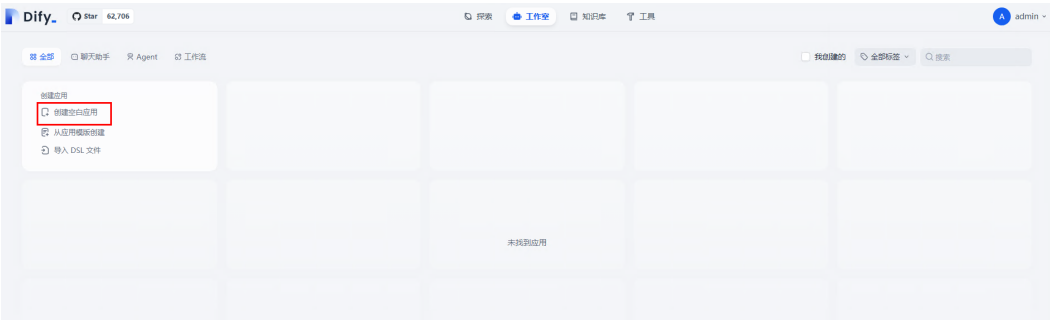 Dify_ Star 62,706 探索 工作室 知识库 工具 A admin
全部 聊天助手 Agent 工作流 我创建的 全部标签 搜索
创建应用
创建空白应用
从应用模版创建
导入 DSL 文件
未找到应用